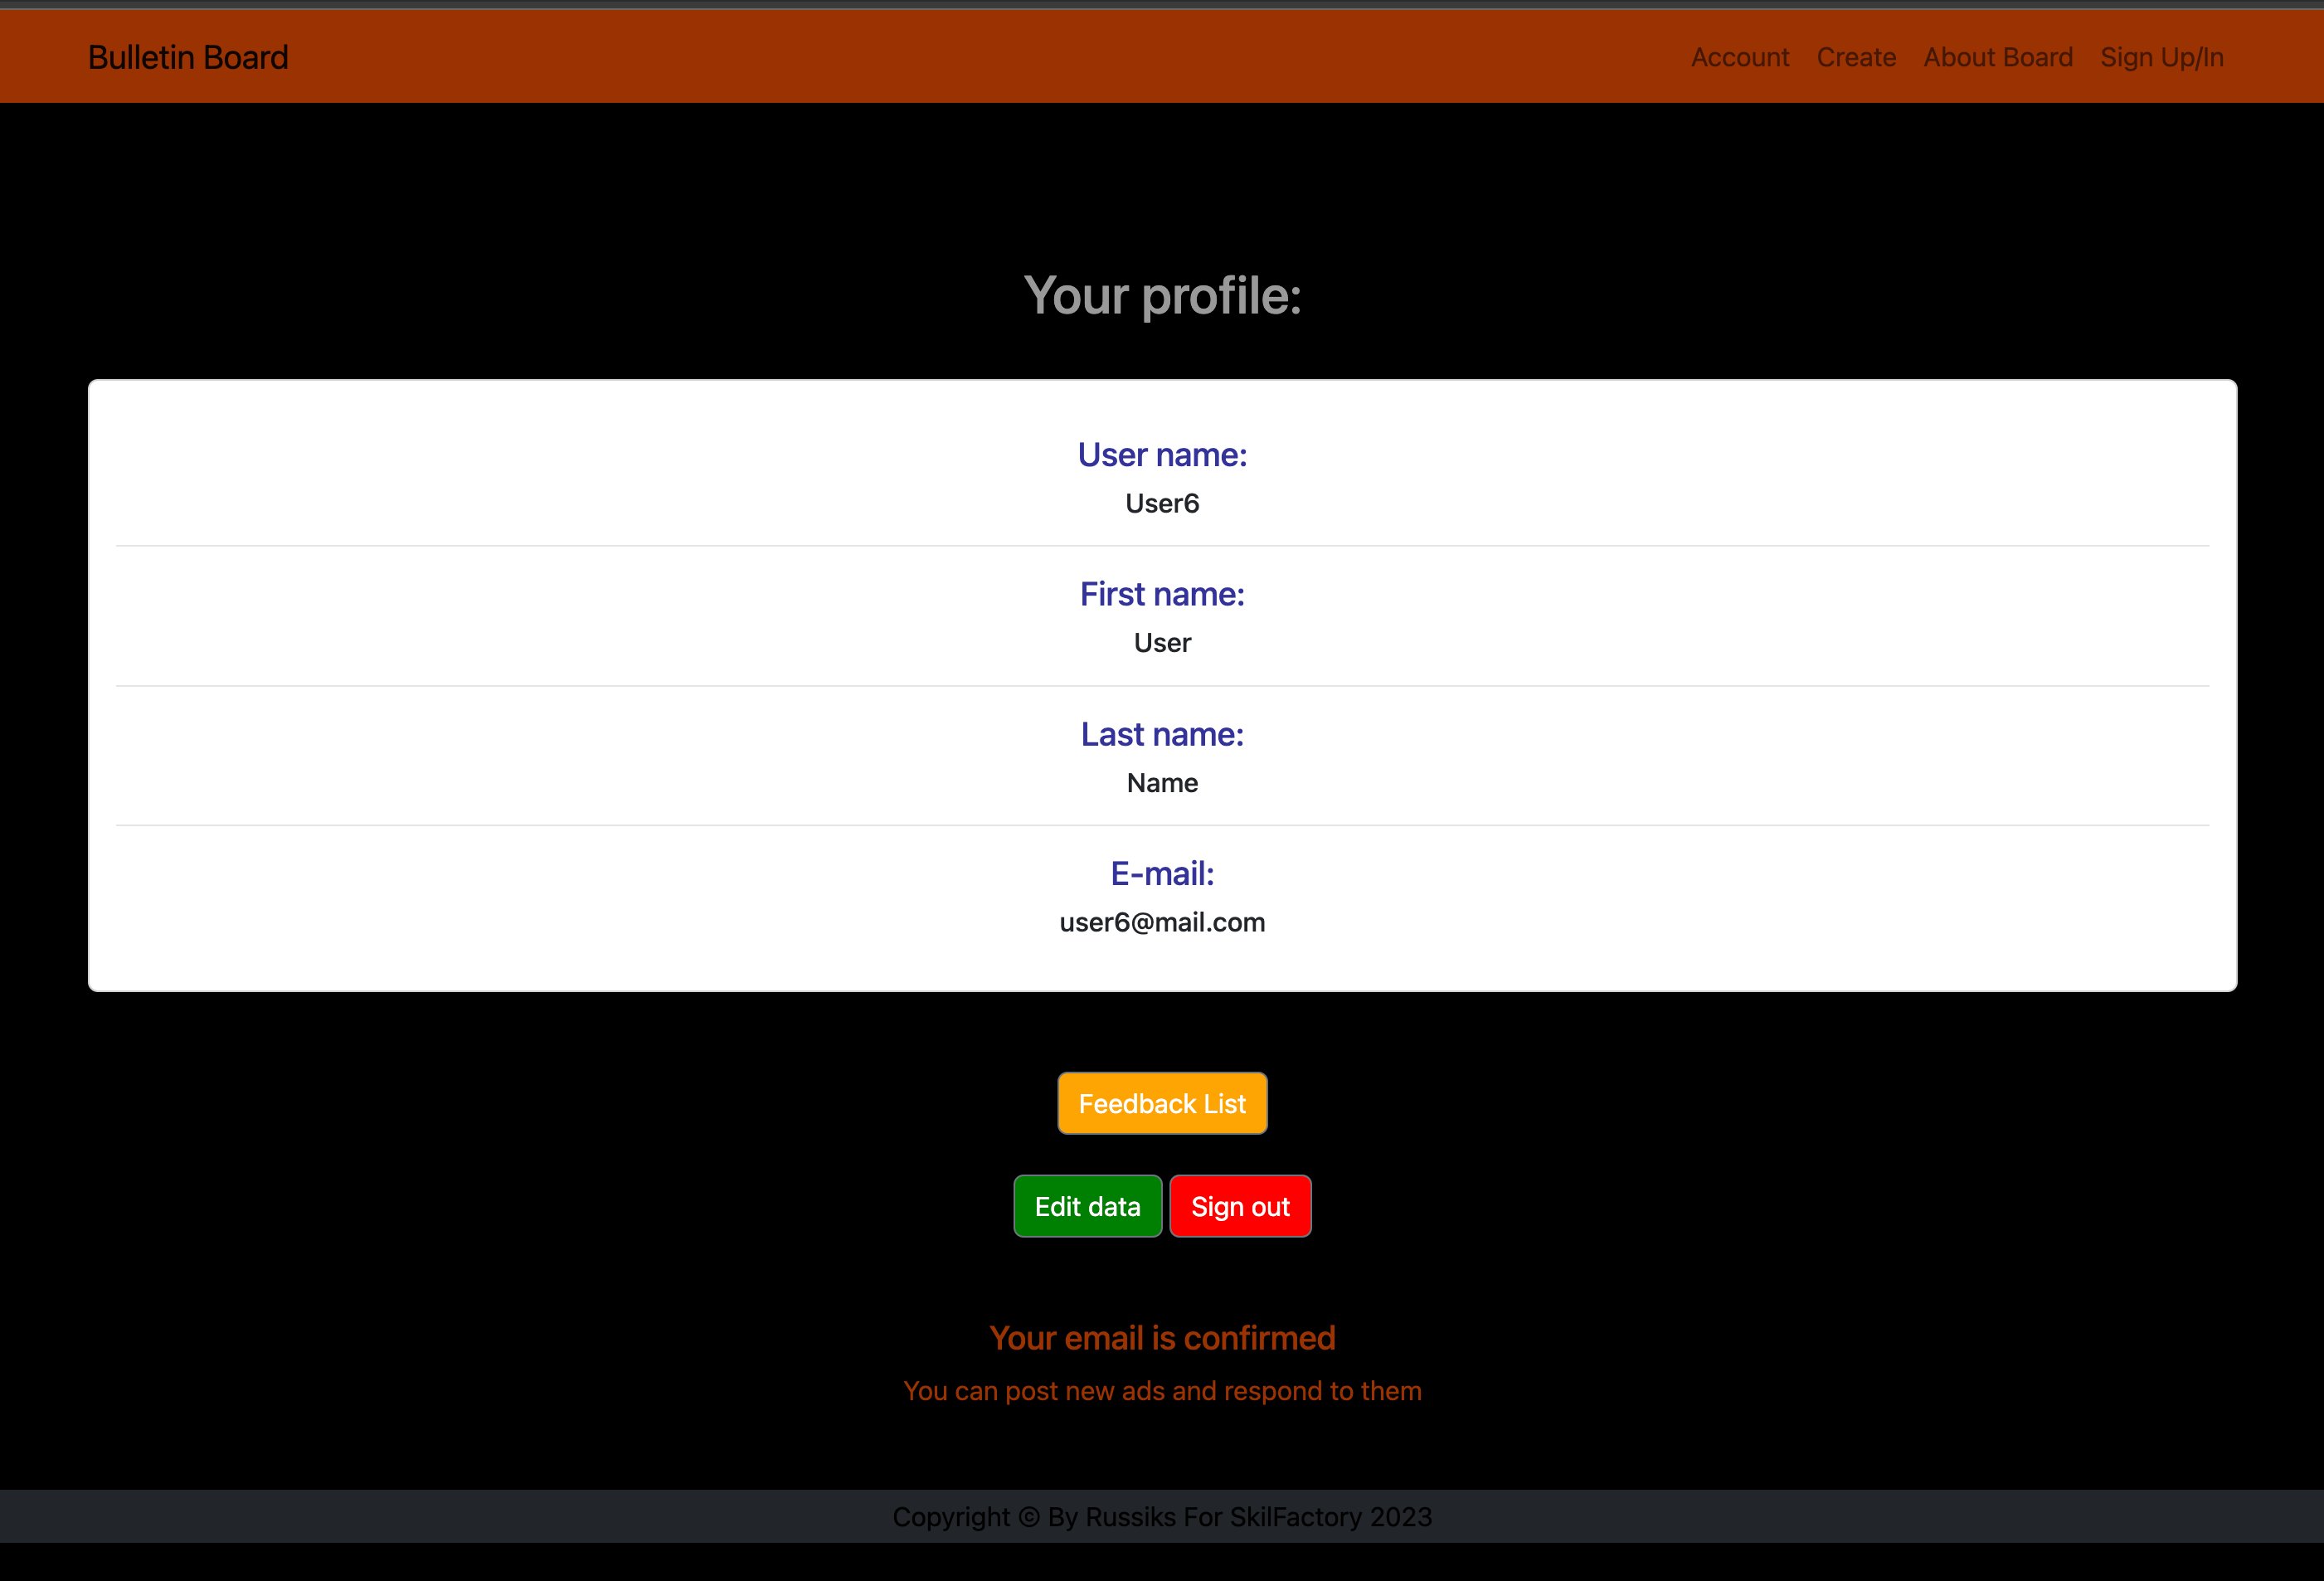 Bulletin Board Account Create About Board Sign Up/In
Your profile:
User name:
User6
First name:
User
Last name:
Name
E-mail:
user6@mail.com
Feedback List
Edit data Sign out
Your email is confirmed
You can post new ads and respond to them
Copyright © By Russiks For SkilFactory 2023